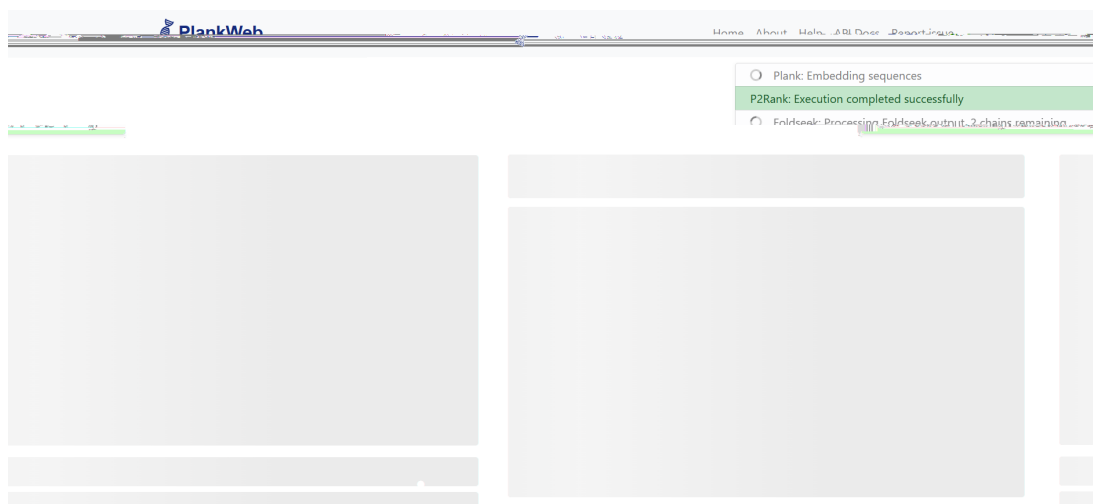 PlankWeb
Home About Help API Docs Report issue
Plank: Embedding sequences
P2Rank: Execution completed successfully
Foldseek: Processing Foldseek output, 2 chains remaining